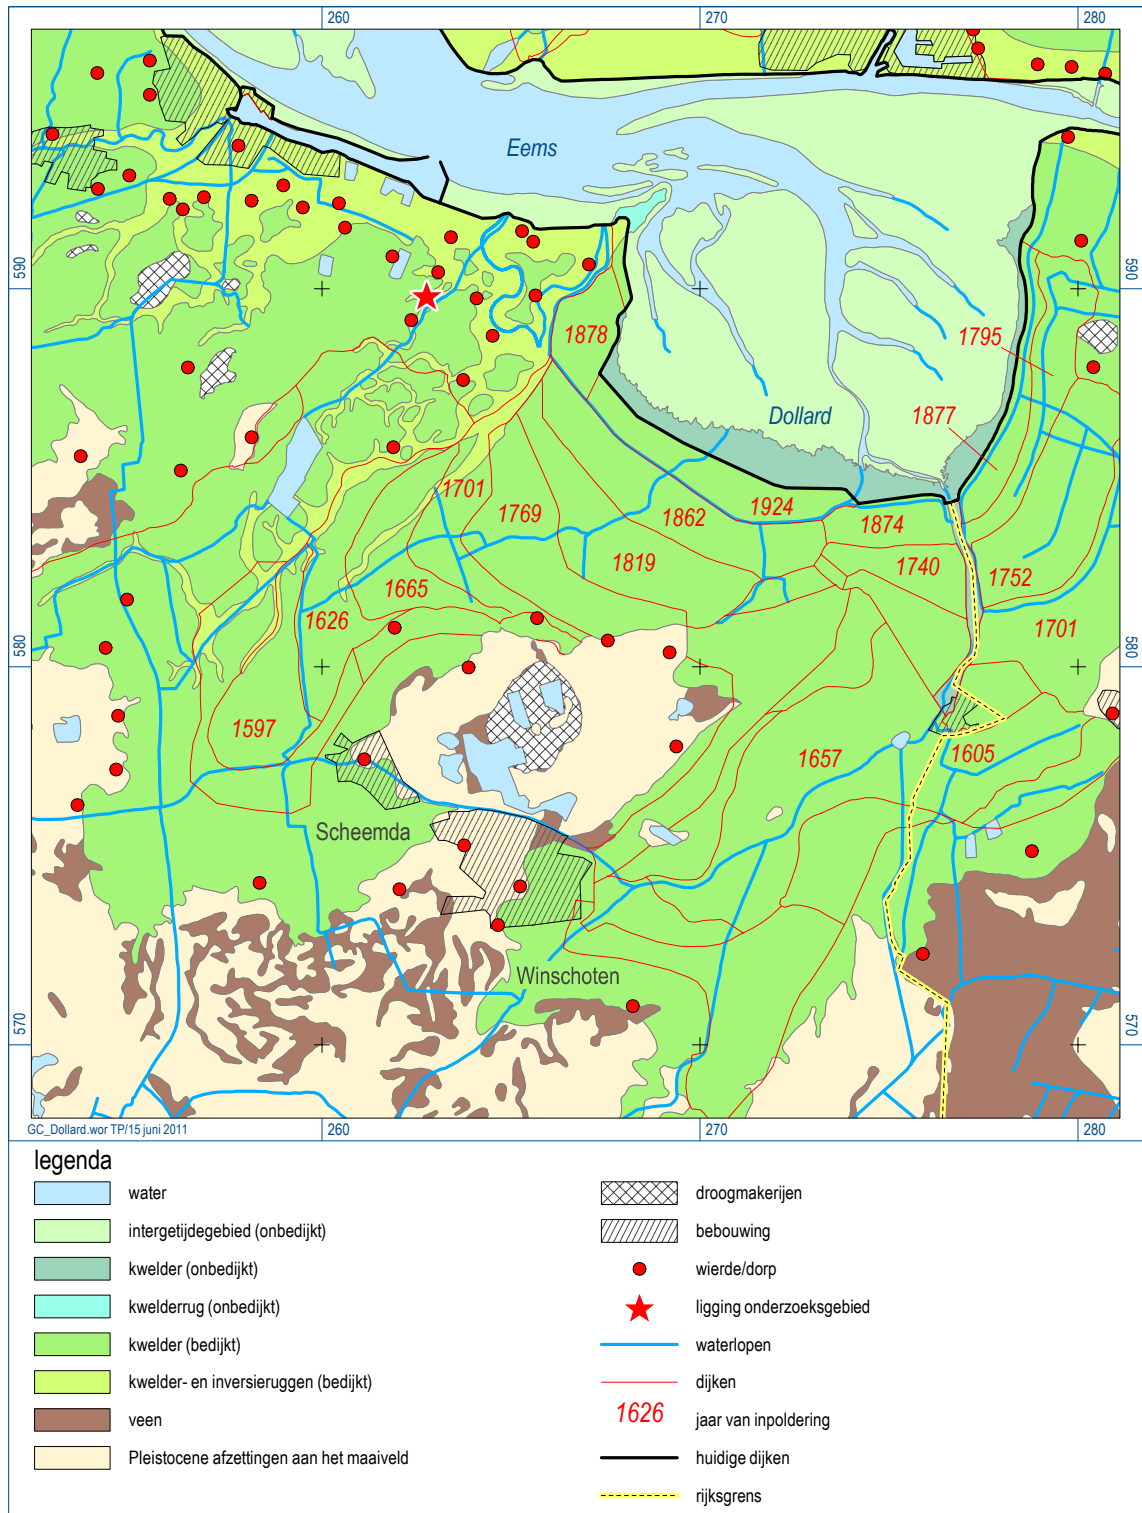 260
270
280
Eems
590
590
1878
1795
1877
Dollard
1701
1769
1862
1924
1874
1819
1740
1752
1665
1626
1701
580
580
1597
1657
1605
Scheemda
Winschoten
570
570
GC_Dollard.wor TP/15 juni 2011
260
270
280
legenda
water
intergetijdegebied (onbedijkt)
kwelder (onbedijkt)
kwelderrug (onbedijkt)
kwelder (bedijkt)
kwelder- en inversieruggen (bedijkt)
veen
Pleistocene afzettingen aan het maaiveld
droogmakerijen
bebouwing
wierde/dorp
ligging onderzoeksgebied
waterlopen
dijken
1626 jaar van inpoldering
huidige dijken
rijksgrens